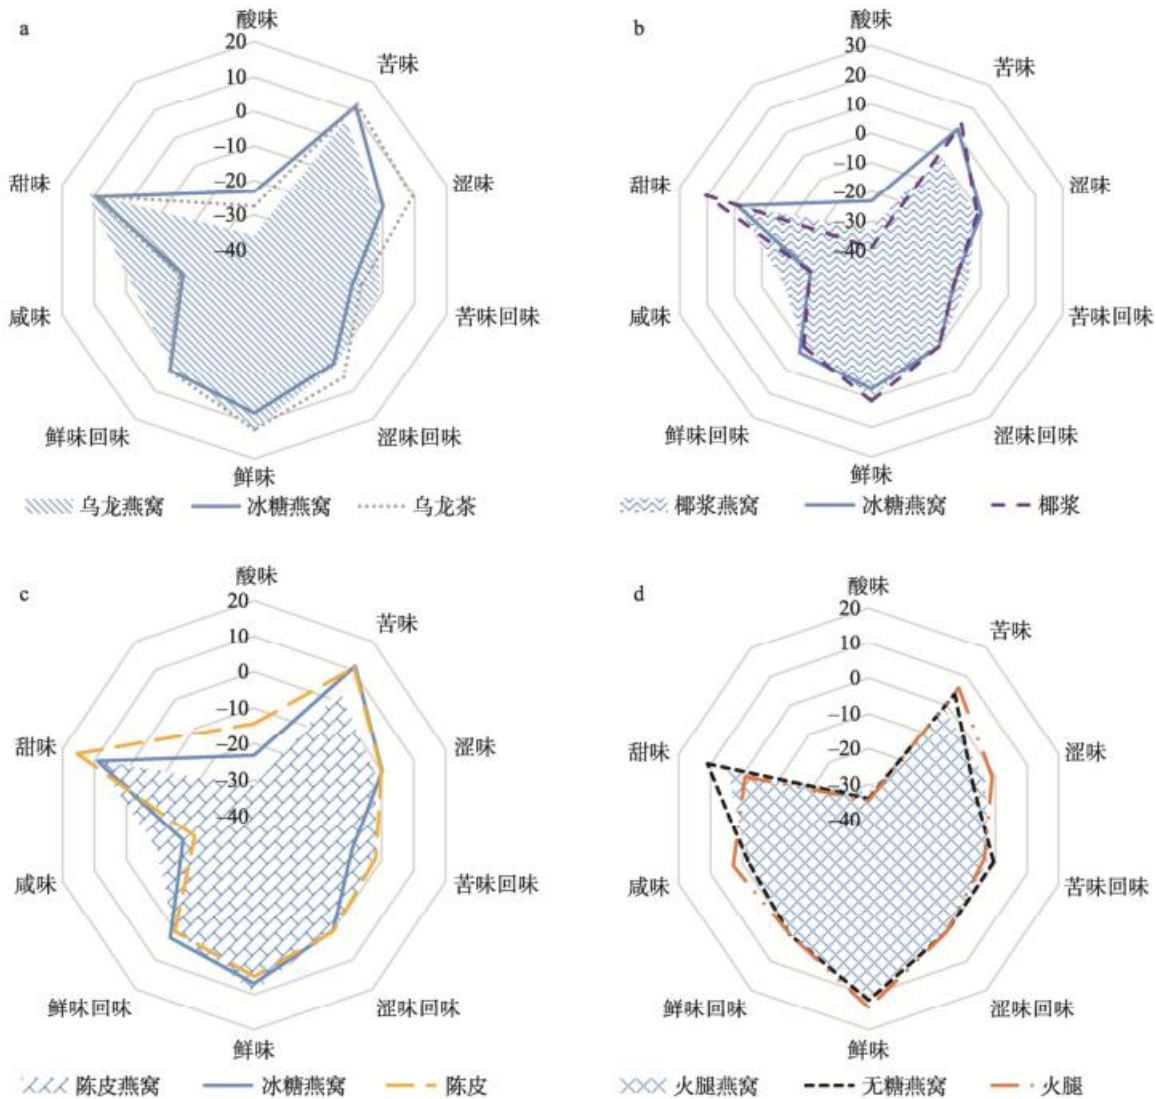 a
酸味
20
10
0
–10
–20
–30
–40
苦味
涩味
苦味回味
涩味回味
鲜味
鲜味回味
咸味
甜味
乌龙燕窝 冰糖燕窝 乌龙茶
b
酸味
30
20
10
0
–10
–20
–30
–40
苦味
涩味
苦味回味
涩味回味
鲜味
鲜味回味
咸味
甜味
椰浆燕窝 冰糖燕窝 椰浆
c
酸味
20
10
0
–10
–20
–30
–40
苦味
涩味
苦味回味
涩味回味
鲜味
鲜味回味
咸味
甜味
陈皮燕窝 冰糖燕窝 陈皮
d
酸味
20
10
0
–10
–20
–30
–40
苦味
涩味
苦味回味
涩味回味
鲜味
鲜味回味
咸味
甜味
火腿燕窝 无糖燕窝 火腿